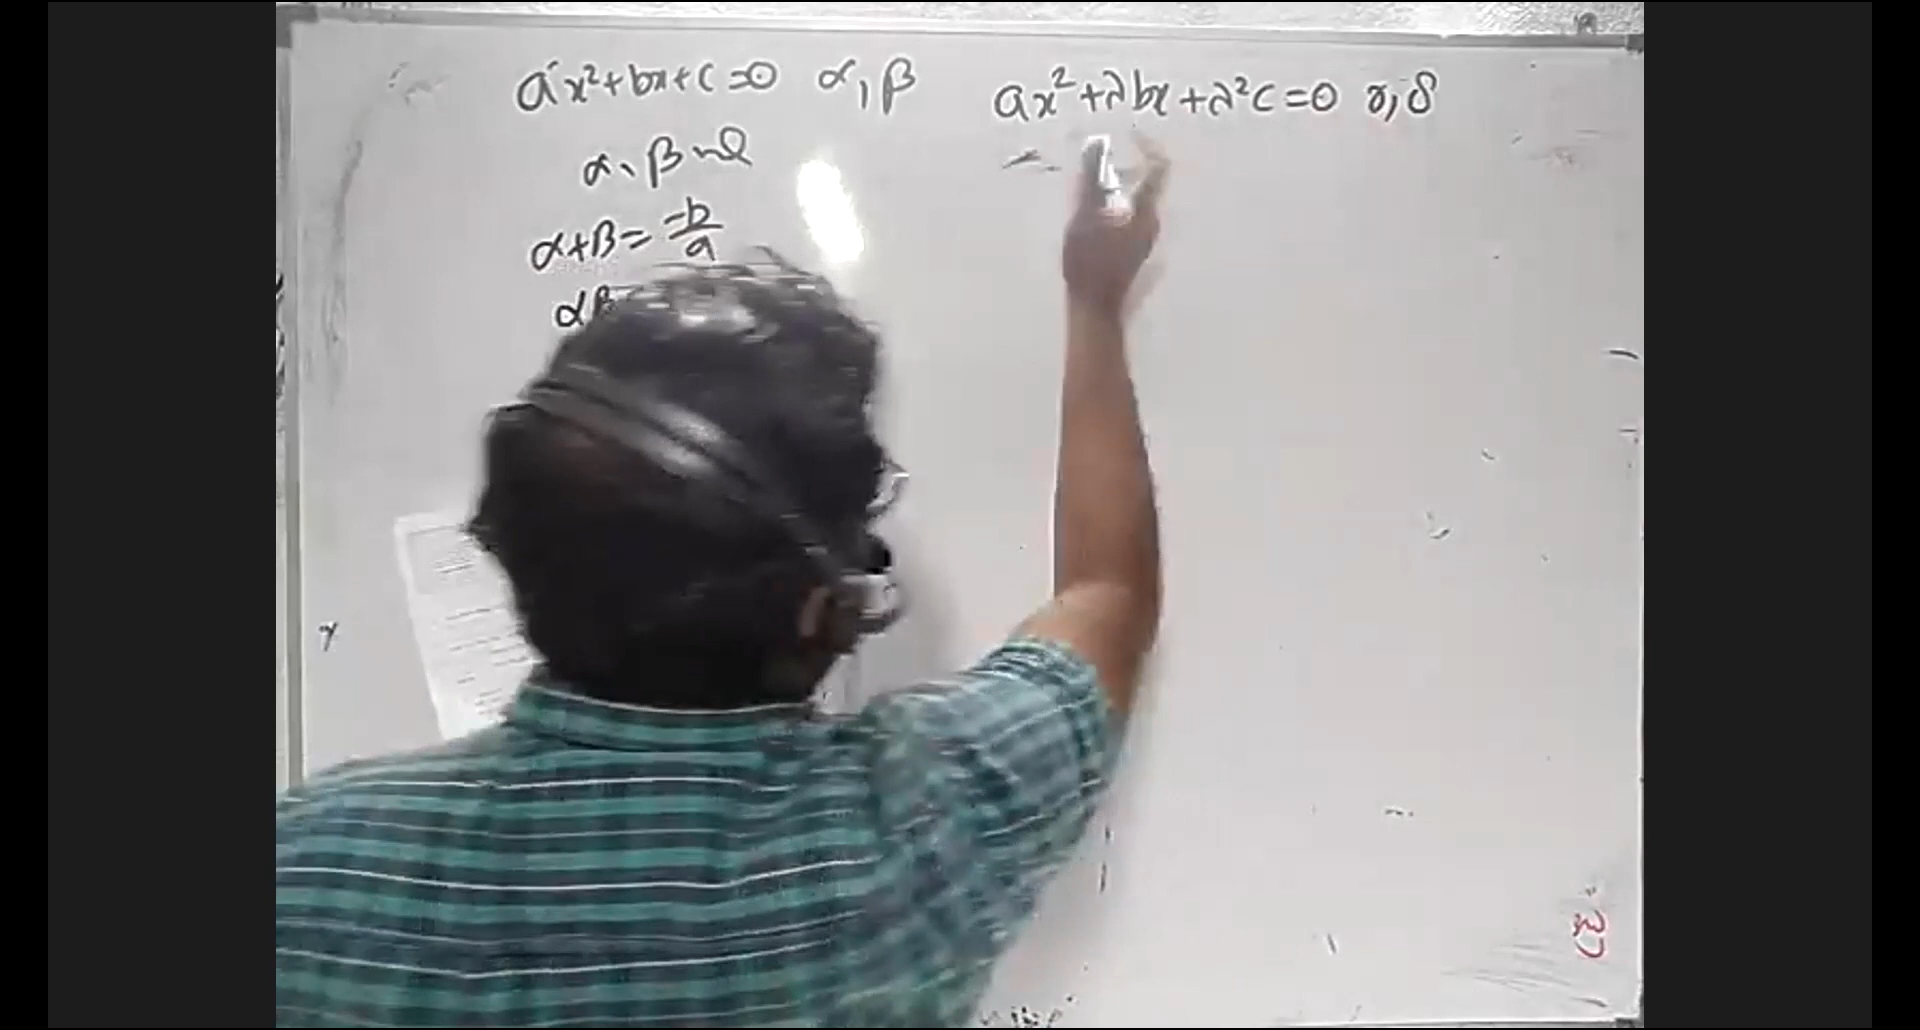 ax²+bx+c=0 α, β
α, β
α+β = -b/a
αβ
ax²+λbx+λ²c=0 γ, δ